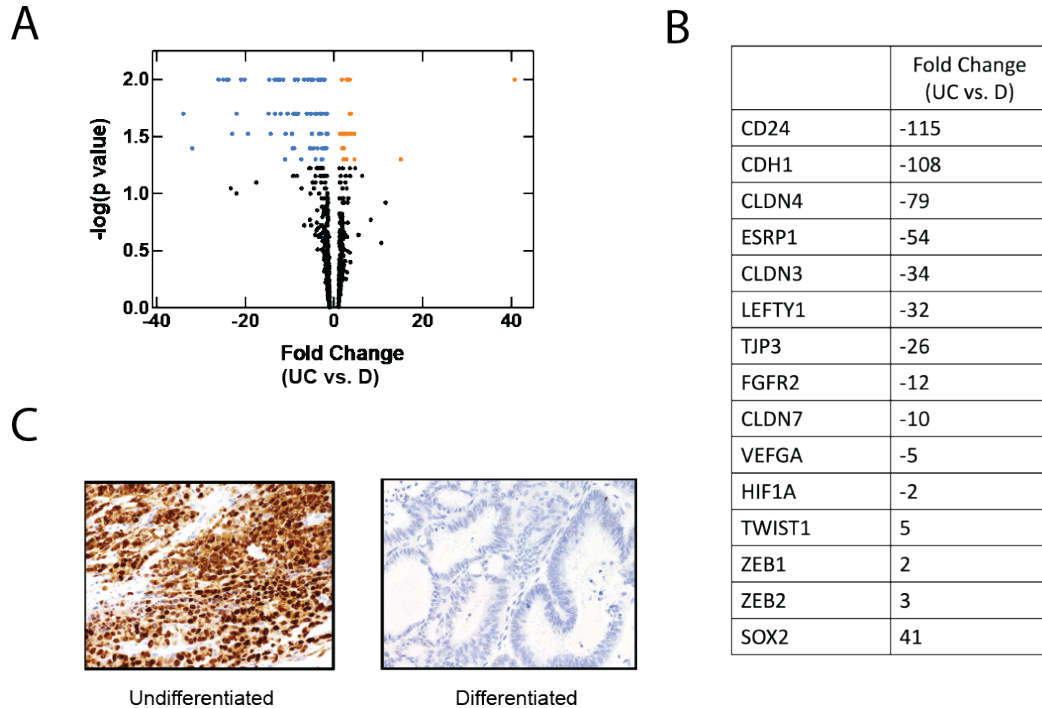 A
2.0
1.5
1.0
0.5
0.0
-log(p value)
-40
-20
0
20
40
Fold Change
(UC vs. D)
B
Fold Change
(UC vs. D)
CD24 -115
CDH1 -108
CLDN4 -79
ESRP1 -54
CLDN3 -34
LEFTY1 -32
TJP3 -26
FGFR2 -12
CLDN7 -10
VEFGA -5
HIF1A -2
TWIST1 5
ZEB1 2
ZEB2 3
SOX2 41
C
Undifferentiated
Differentiated